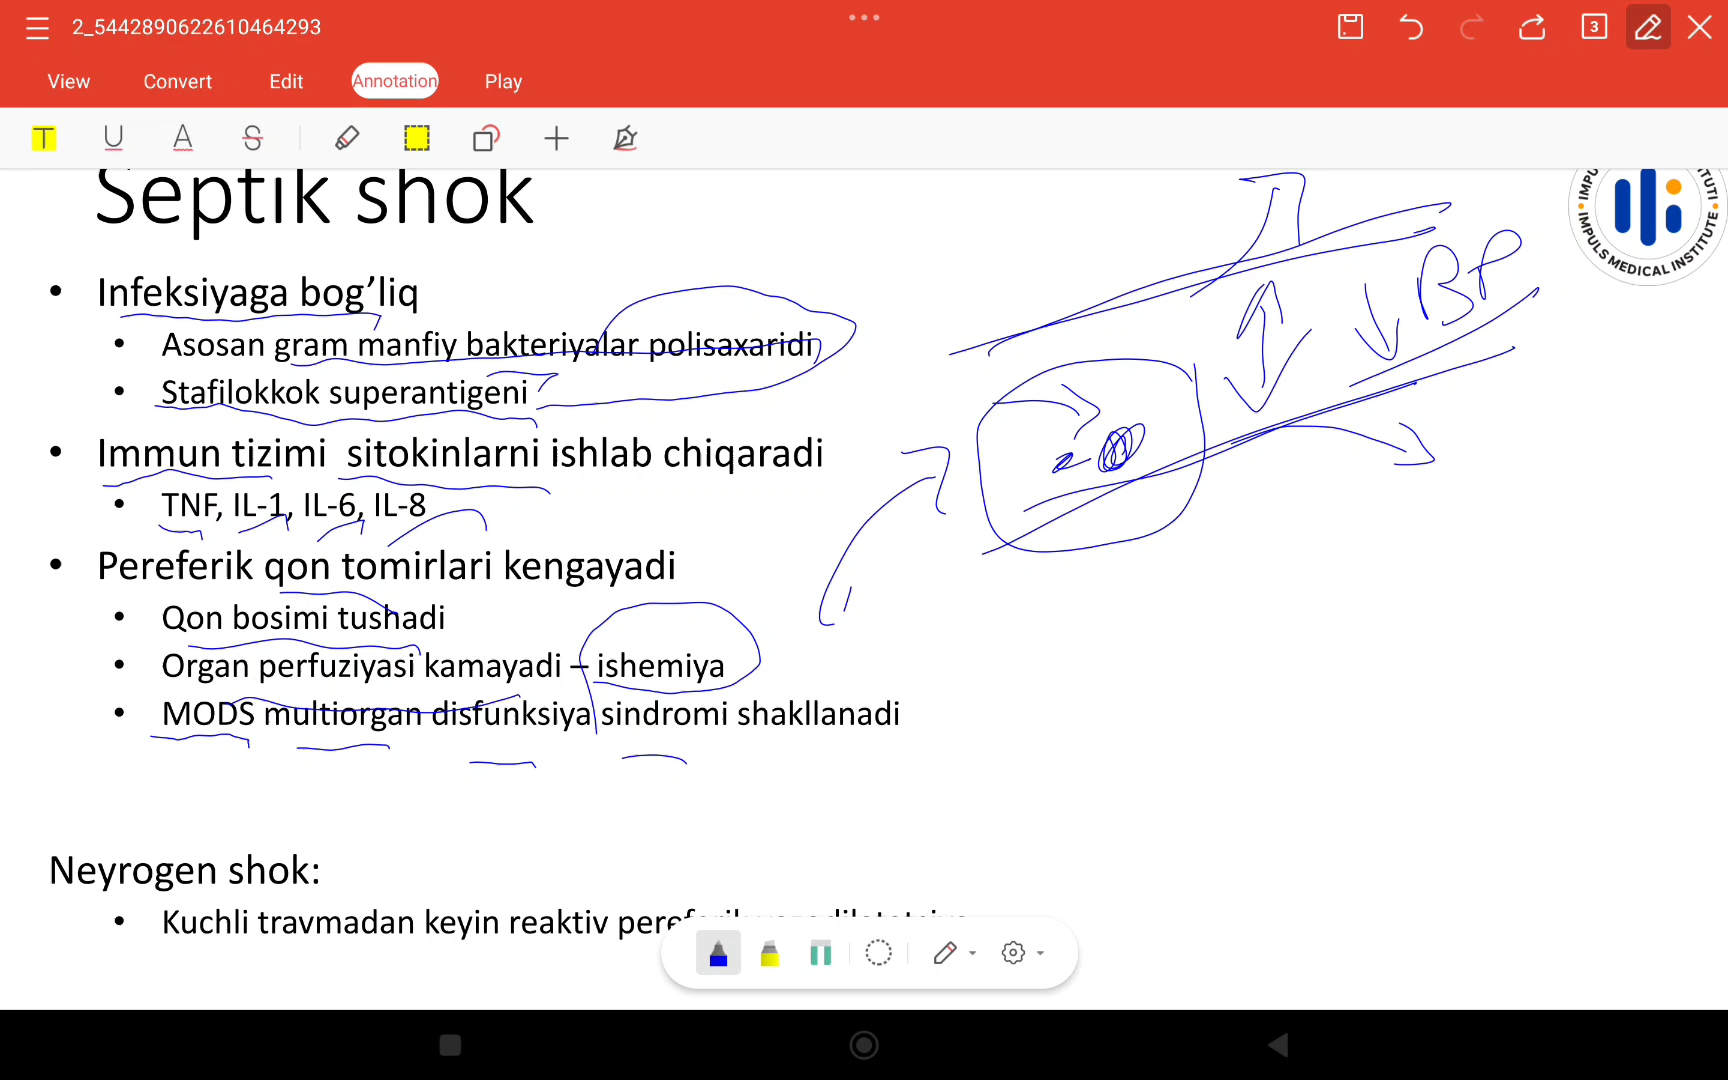 2_5442890622610464293
3
View Convert Edit Annotation Play
T U A S
Septik shok
IMPULS MEDICAL INSTITUTE
• Infeksiyaga bog’liq
• Asosan gram manfiy bakteriyalar polisaxaridi
• Stafilokkok superantigeni
• Immun tizimi sitokinlarni ishlab chiqaradi
• TNF, IL-1, IL-6, IL-8
• Pereferik qon tomirlari kengayadi
• Qon bosimi tushadi
• Organ perfuziyasi kamayadi – ishemiya
• MODS multiorgan disfunksiya sindromi shakllanadi
BP
Neyrogen shok:
• Kuchli travmadan keyin reaktiv